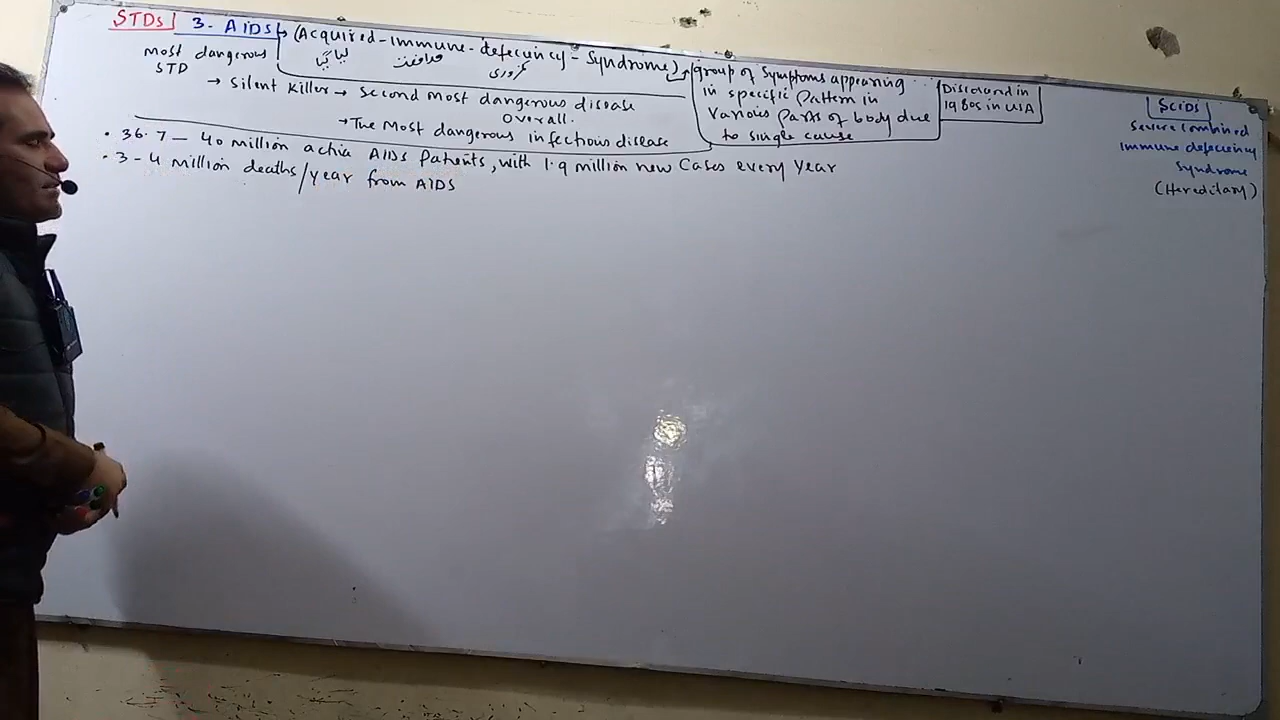 STDs 3. AIDS → (Acquired - Immune - defeciency - Syndrome)
لیا گیا مدافعت کمزوری
most dangerous
STD
→ Silent Killer → Second most dangerous disease
overall.
→ The Most dangerous infectious disease
group of Symptoms appearing
in specific pattern in
Various parts of body due
to single cause
Discovered in
1980s in USA
SCIDS
Severe combined
Immune defeciency
Syndrome
(Hereditary)
• 36.7 — 40 million active AIDS Patients, with 1.9 million new Cases every Year
• 3 - 4 million deaths/year from AIDS